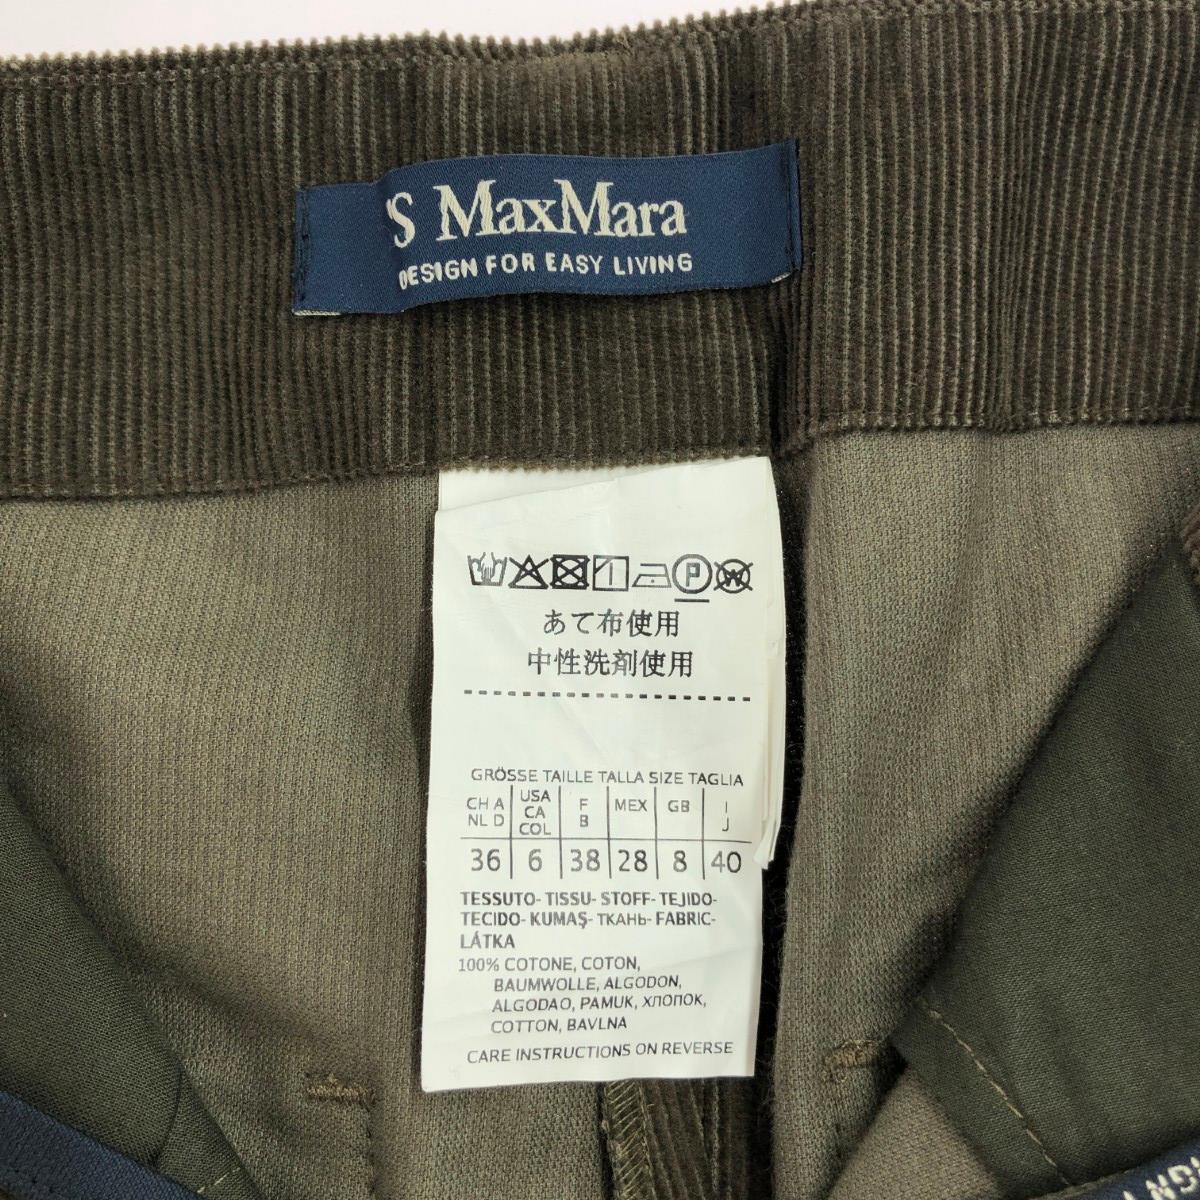 'S MaxMara
DESIGN FOR EASY LIVING
P W
あて布使用
中性洗剤使用
GRÖSSE TAILLE TALLA SIZE TAGLIA
CH A NL D USA CA COL F B MEX GB I J
36 6 38 28 8 40
TESSUTO- TISSU- STOFF- TEJIDO-
TECIDO- KUMAŞ- ТКАНЬ- FABRIC-
LÁTKA
100% COTONE, COTON,
BAUMWOLLE, ALGODON,
ALGODAO, PAMUK, ХЛОПОК,
COTTON, BAVLNA
CARE INSTRUCTIONS ON REVERSE